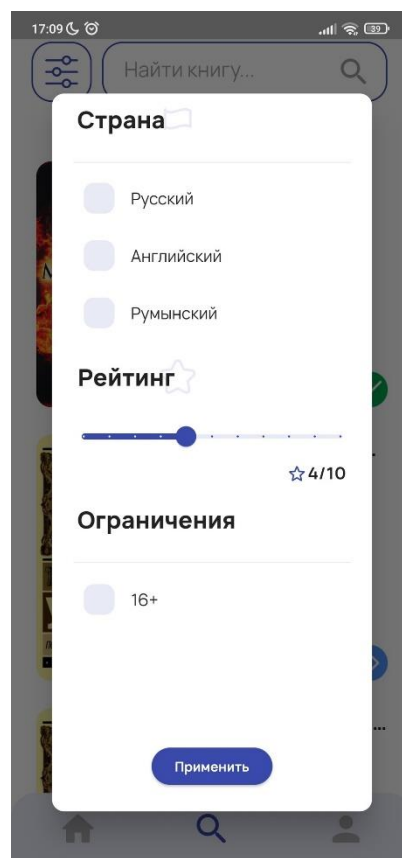 17:09
39
Найти книгу...
Страна
Русский
Английский
Румынский
Рейтинг
4/10
Ограничения
16+
...
Применить